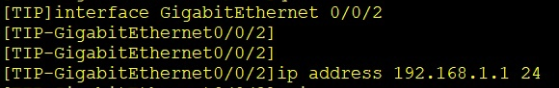 [TIP]interface GigabitEthernet 0/0/2
[TIP-GigabitEthernet0/0/2]
[TIP-GigabitEthernet0/0/2]
[TIP-GigabitEthernet0/0/2]ip address 192.168.1.1 24